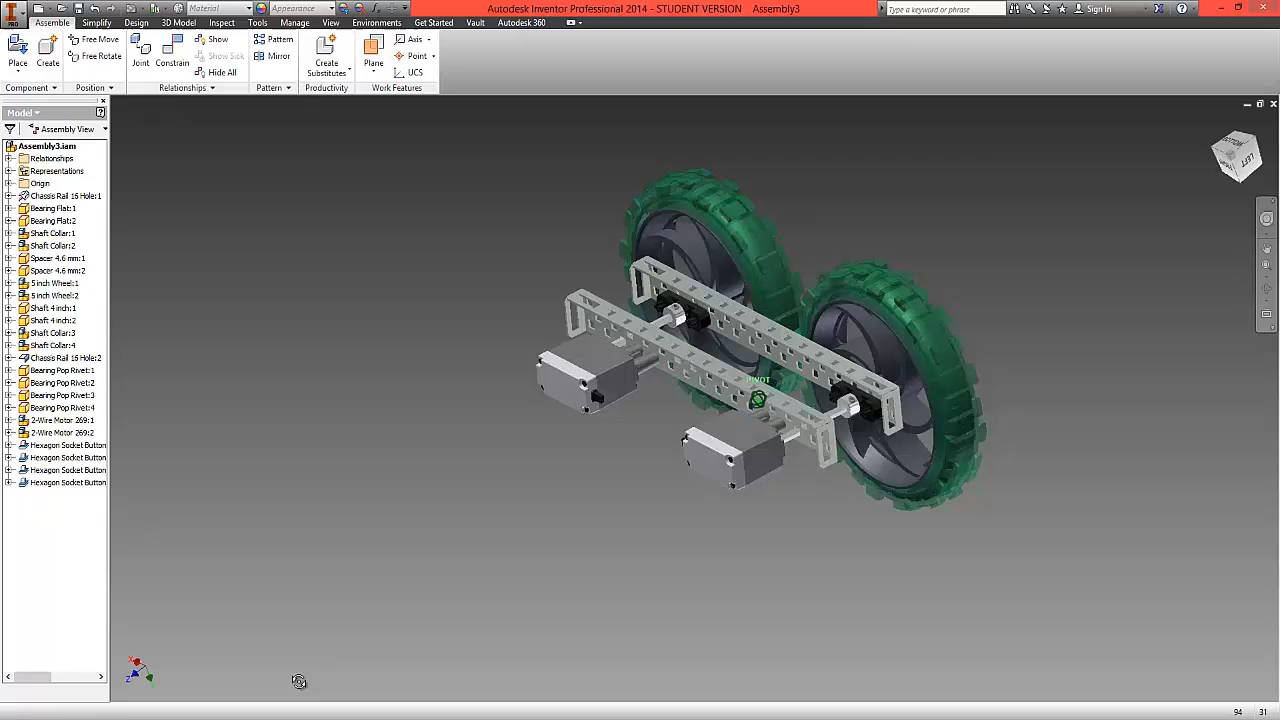 Material
Appearance
Autodesk Inventor Professional 2014 - STUDENT VERSION Assembly3
Type a keyword or phrase
Sign In
PRO
Assemble Simplify Design 3D Model Inspect Tools Manage View Environments Get Started Vault Autodesk 360
Place
Create
Free Move
Free Rotate
Joint
Constrain
Show
Show Sick
Hide All
Pattern
Mirror
Create
Substitutes
Plane
Axis
Point
UCS
Component
Position
Relationships
Pattern
Productivity
Work Features
Model
Assembly View
Assembly3.iam
Relationships
Representations
Origin
Chassis Rail 16 Hole:1
Bearing Flat:1
Bearing Flat:2
Shaft Collar:1
Shaft Collar:2
Spacer 4.6 mm:1
Spacer 4.6 mm:2
5 inch Wheel:1
5 inch Wheel:2
Shaft 4 inch:1
Shaft 4 inch:2
Shaft Collar:3
Shaft Collar:4
Chassis Rail 16 Hole:2
Bearing Pop Rivet:1
Bearing Pop Rivet:2
Bearing Pop Rivet:3
Bearing Pop Rivet:4
2-Wire Motor 269:1
2-Wire Motor 269:2
Hexagon Socket Button
Hexagon Socket Button
Hexagon Socket Button
Hexagon Socket Button
PIVOT
LEFT
BOTTOM
X
Z
94 31